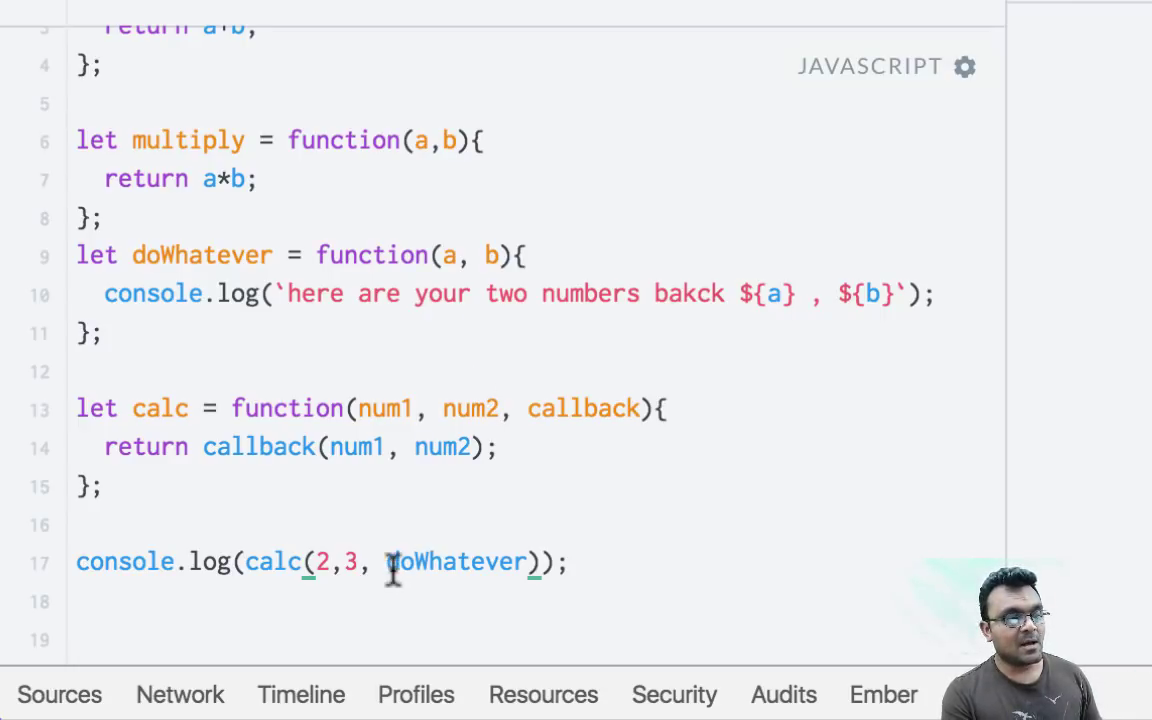 3 return a+b;
4 };
JAVASCRIPT
5
6 let multiply = function(a,b){
7 return a*b;
8 };
9 let doWhatever = function(a, b){
10 console.log(`here are your two numbers bakck ${a} , ${b}`);
11 };
12
13 let calc = function(num1, num2, callback){
14 return callback(num1, num2);
15 };
16
17 console.log(calc(2,3, doWhatever));
18
19
Sources Network Timeline Profiles Resources Security Audits Ember